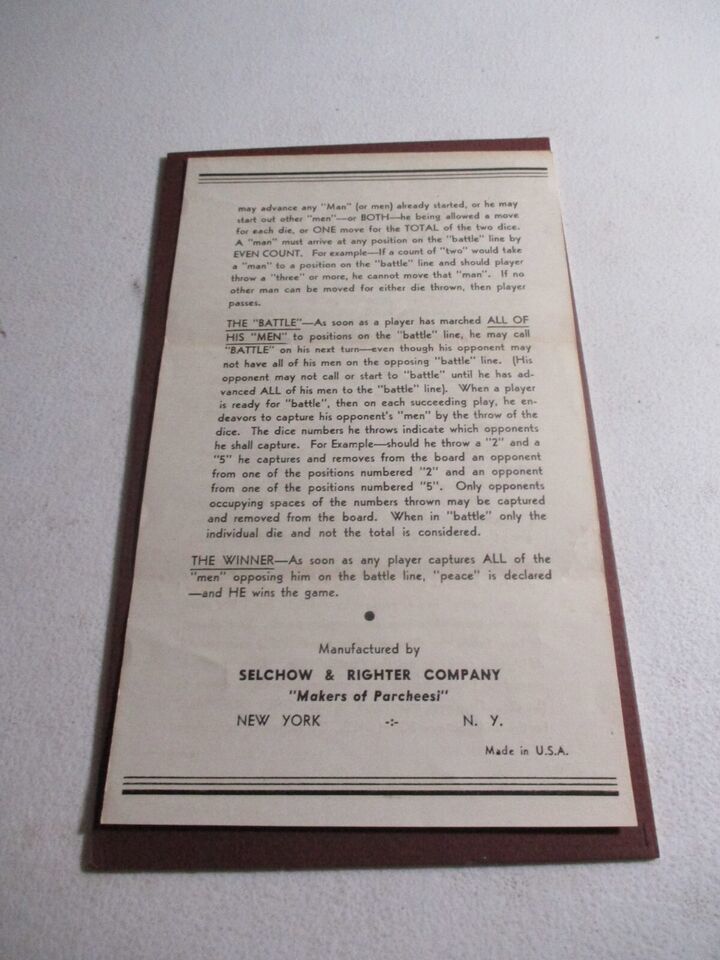 may advance any "Man" (or men) already started, or he may
start out other "men"—or BOTH—he being allowed a move
for each die, or ONE move for the TOTAL of the two dice.
A "man" must arrive at any position on the "battle" line by
EVEN COUNT. For example—If a count of "two" would take
a "man" to a position on the "battle" line and should player
throw a "three" or more, he cannot move that "man". If no
other man can be moved for either die thrown, then player
passes.
THE "BATTLE"—As soon as a player has marched ALL OF
HIS "MEN" to positions on the "battle" line, he may call
"BATTLE" on his next turn—even though his opponent may
not have all of his men on the opposing "battle" line. (His
opponent may not call or start to "battle" until he has ad-
vanced ALL of his men to the "battle" line). When a player
is ready for "battle", then on each succeeding play, he en-
deavors to capture his opponent's "men" by the throw of the
dice. The dice numbers he throws indicate which opponents
he shall capture. For Example—should he throw a "2" and a
"5" he captures and removes from the board an opponent
from one of the positions numbered "2" and an opponent
from one of the positions numbered "5". Only opponents
occupying spaces of the numbers thrown may be captured
and removed from the board. When in "battle" only the
individual die and not the total is considered.
THE WINNER—As soon as any player captures ALL of the
"men" opposing him on the battle line, "peace" is declared
—and HE wins the game.
Manufactured by
SELCHOW & RIGHTER COMPANY
"Makers of Parcheesi"
NEW YORK -:- N. Y.
Made in U.S.A.